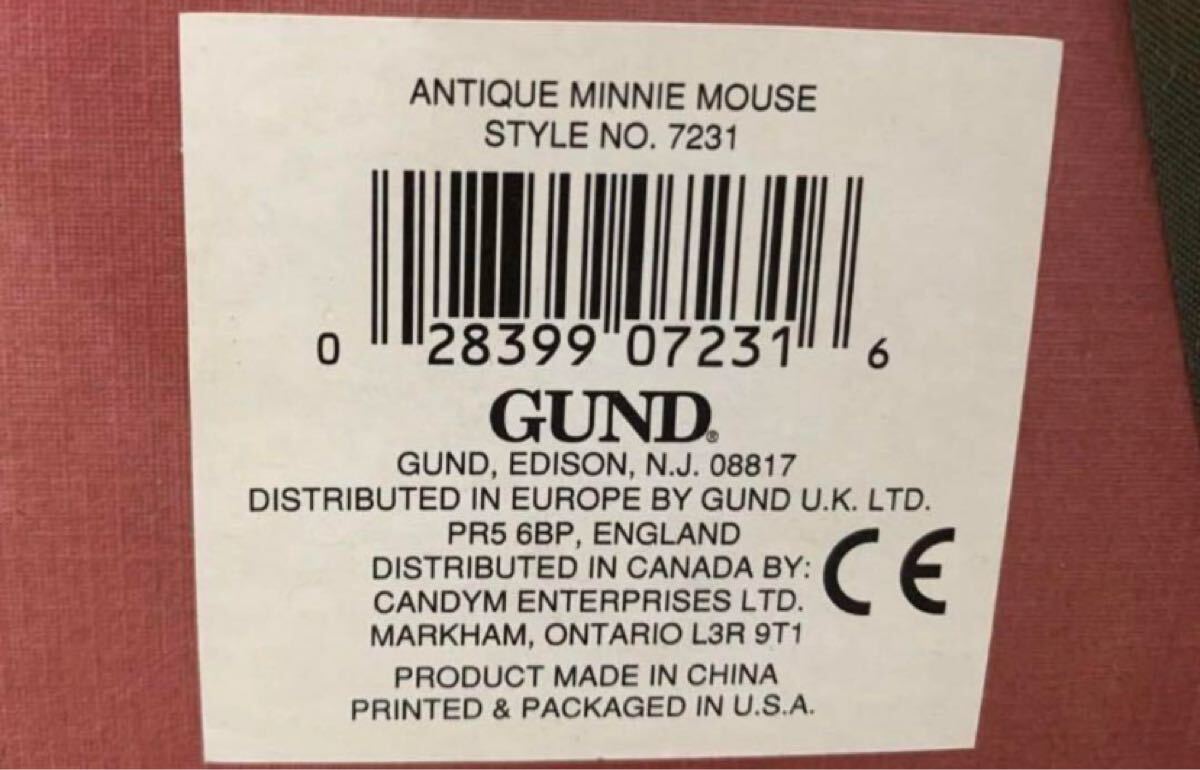 ANTIQUE MINNIE MOUSE
STYLE NO. 7231
0 28399 07231 6
GUND®
GUND, EDISON, N.J. 08817
DISTRIBUTED IN EUROPE BY GUND U.K. LTD.
PR5 6BP, ENGLAND
DISTRIBUTED IN CANADA BY:
CANDYM ENTERPRISES LTD.
CE
MARKHAM, ONTARIO L3R 9T1
PRODUCT MADE IN CHINA
PRINTED & PACKAGED IN U.S.A.